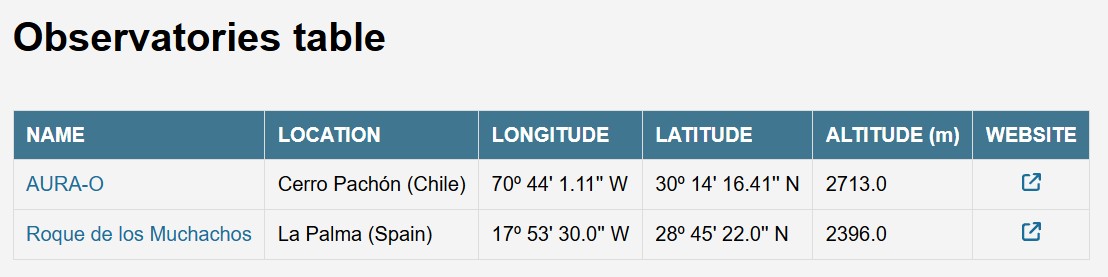 Observatories table
NAME LOCATION LONGITUDE LATITUDE ALTITUDE (m) WEBSITE
AURA-O Cerro Pachón (Chile) 70º 44' 1.11" W 30º 14' 16.41" N 2713.0
Roque de los Muchachos La Palma (Spain) 17º 53' 30.0" W 28º 45' 22.0" N 2396.0